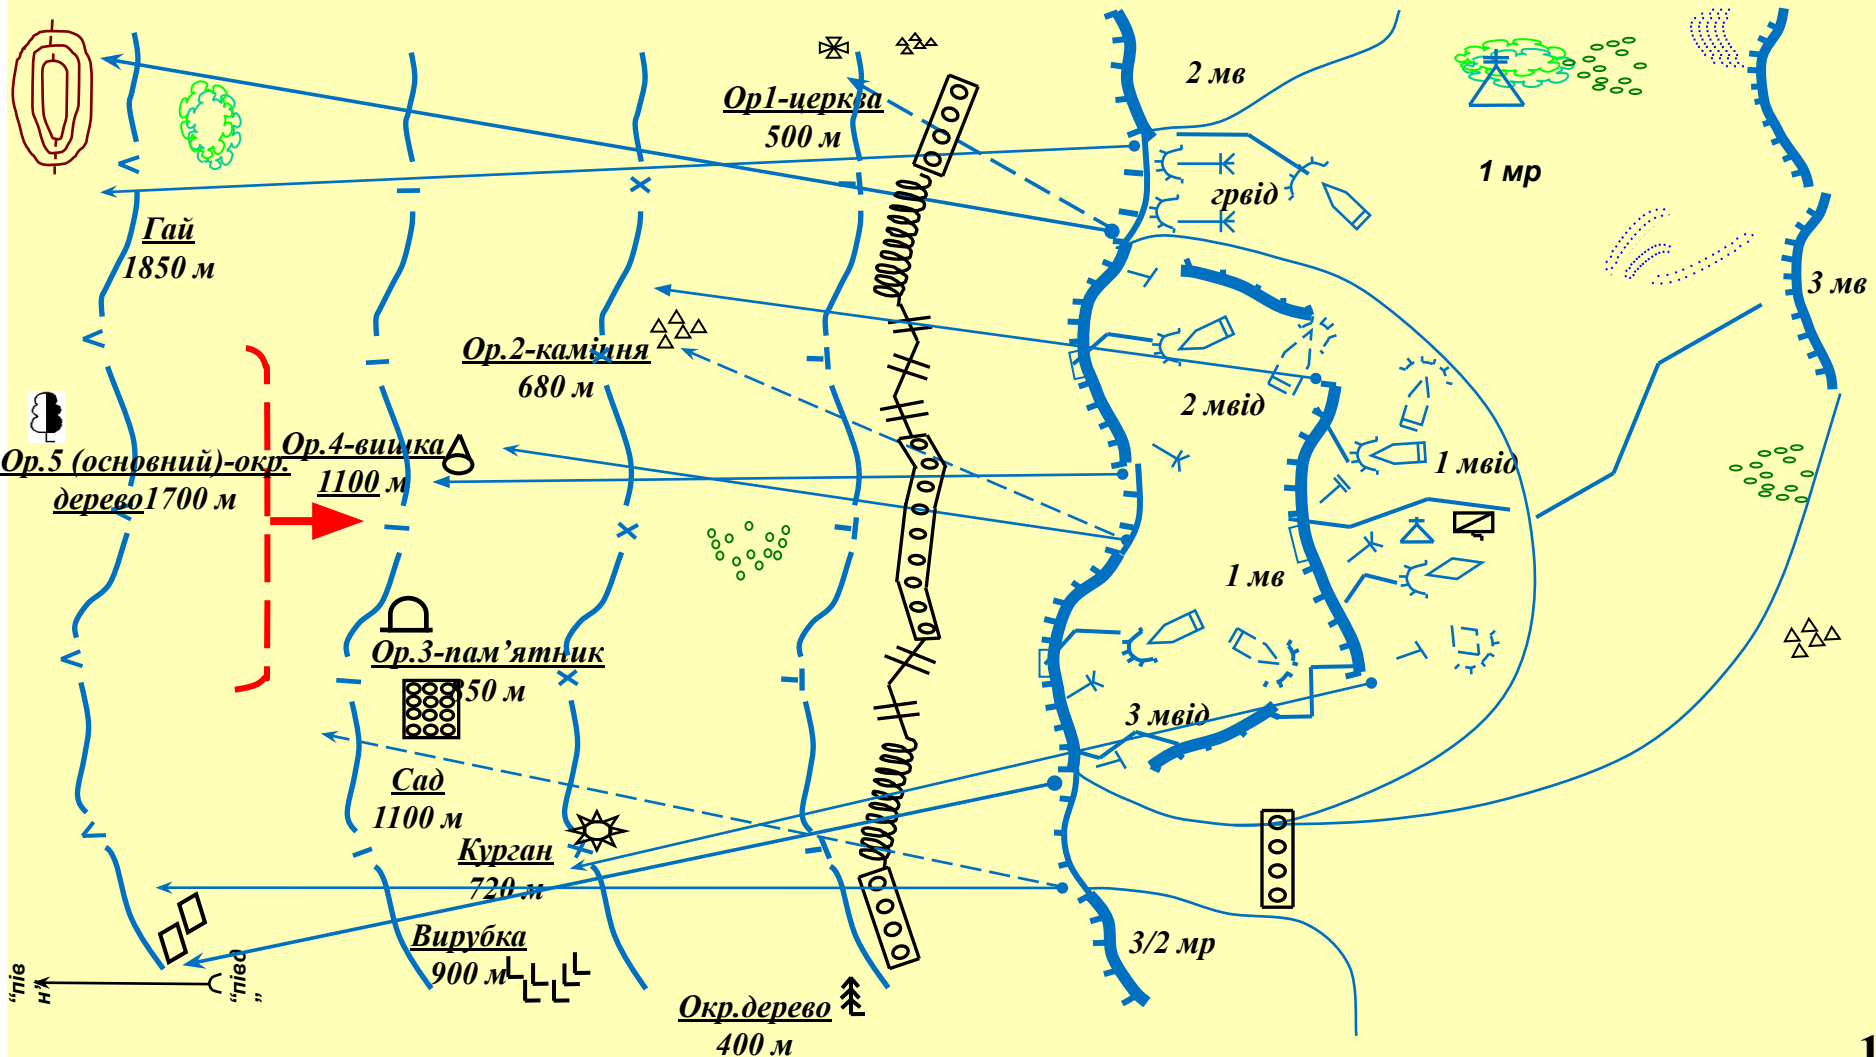 2 мв
Ор1-церква
500 м
1 мр
грвід
Гай
1850 м
3 мв
Ор.2-каміння
680 м
2 мвід
Ор.4-вишка
1100 м
Ор.5 (основний)-окр.
дерево1700 м
1 мвід
1 мв
Ор.3-пам’ятник
850 м
3 мвід
Сад
1100 м
Курган
720 м
Вирубка
900 м
3/2 мр
“пів
н”
“півд
”
Окр.дерево
400 м
1